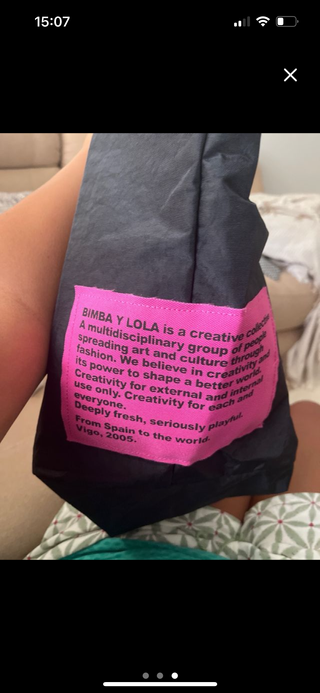 15:07
BIMBA Y LOLA is a creative collective.
A multidisciplinary group of people
spreading art and culture through
fashion. We believe in creativity and
its power to shape a better world.
Creativity for external and internal
use only. Creativity for each and
everyone.
Deeply fresh, seriously playful.
From Spain to the world.
Vigo, 2005.